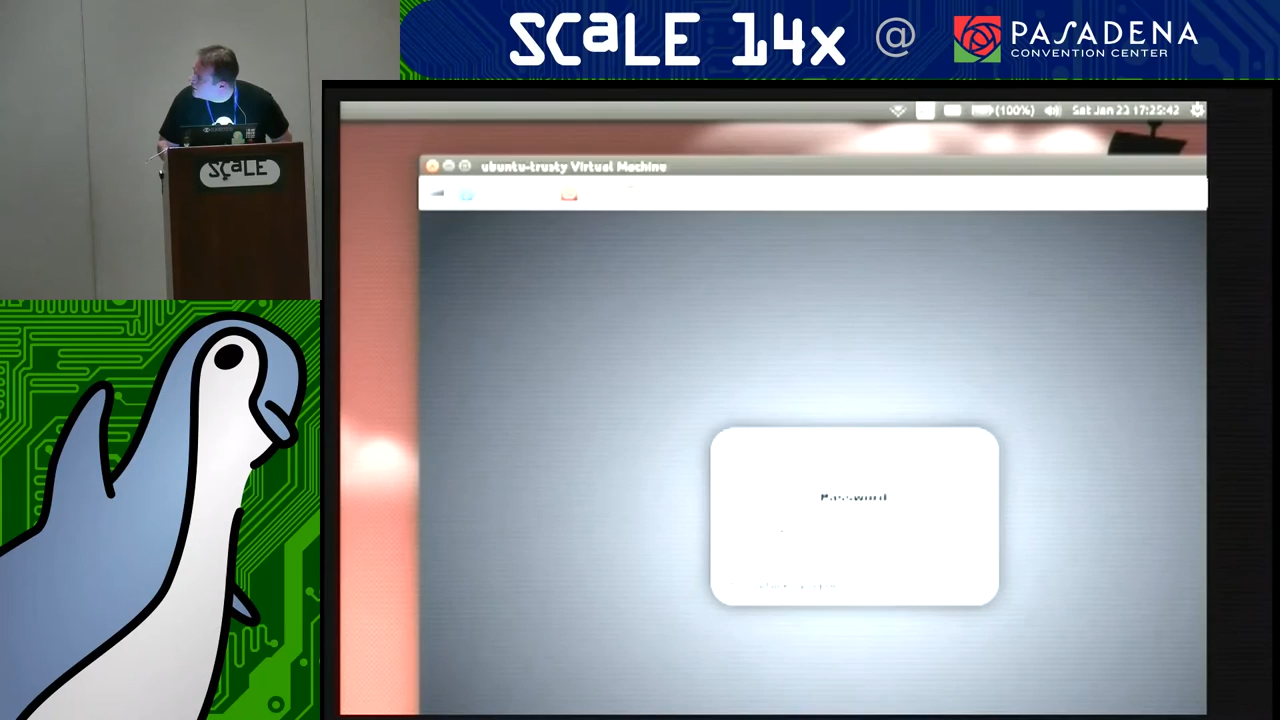 SCaLE 14x @ PASADENA
CONVENTION CENTER
SCaLE
(100%) Sat Jan 23 17:25:42
ubuntu-trusty Virtual Machine
Password